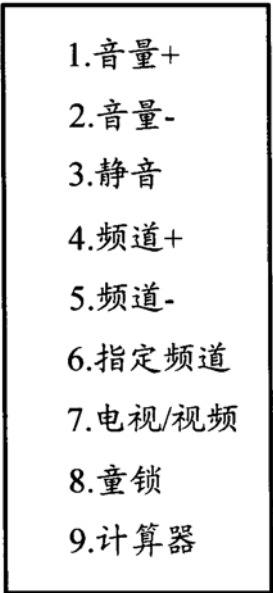 1.音量+
2.音量-
3.静音
4.频道+
5.频道-
6.指定频道
7.电视/视频
8.童锁
9.计算器